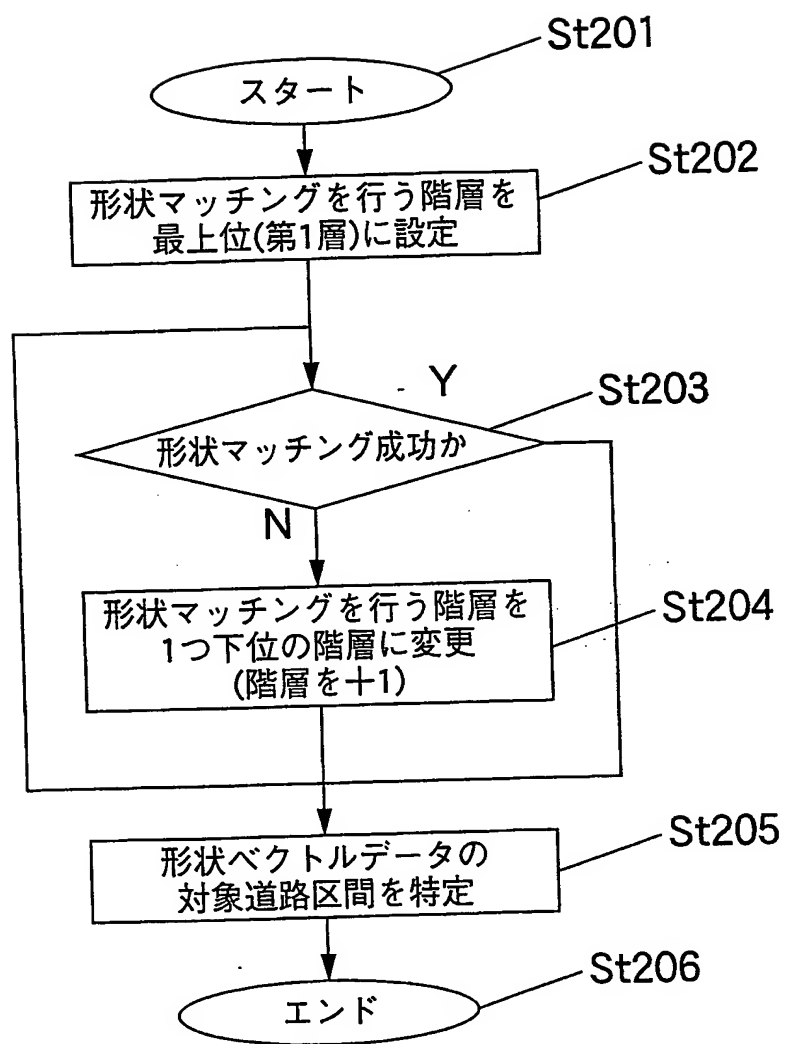 St201
スタート
St202
形状マッチングを行う階層を
最上位(第1層)に設定
Y
St203
形状マッチング成功か
N
形状マッチングを行う階層を
1つ下位の階層に変更
(階層を+1)
St204
形状ベクトルデータの
対象道路区間を特定
St205
エンド
St206